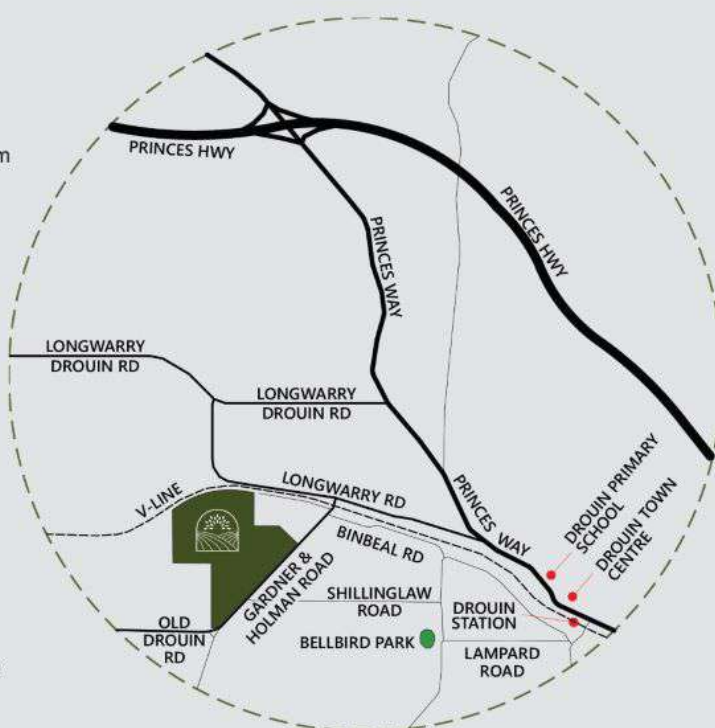 PRINCES HWY
PRINCES HWY
PRINCES WAY
LONGWARRY
DROUIN RD
LONGWARRY
DROUIN RD
DROUIN PRIMARY
SCHOOL
DROUIN TOWN
CENTRE
V-LINE
LONGWARRY RD
PRINCES WAY
BINBEAL RD
GARDNER &
HOLMAN ROAD
SHILLINGLAW
ROAD
DROUIN
STATION
OLD
DROUIN
RD
BELLBIRD PARK
LAMPARD
ROAD